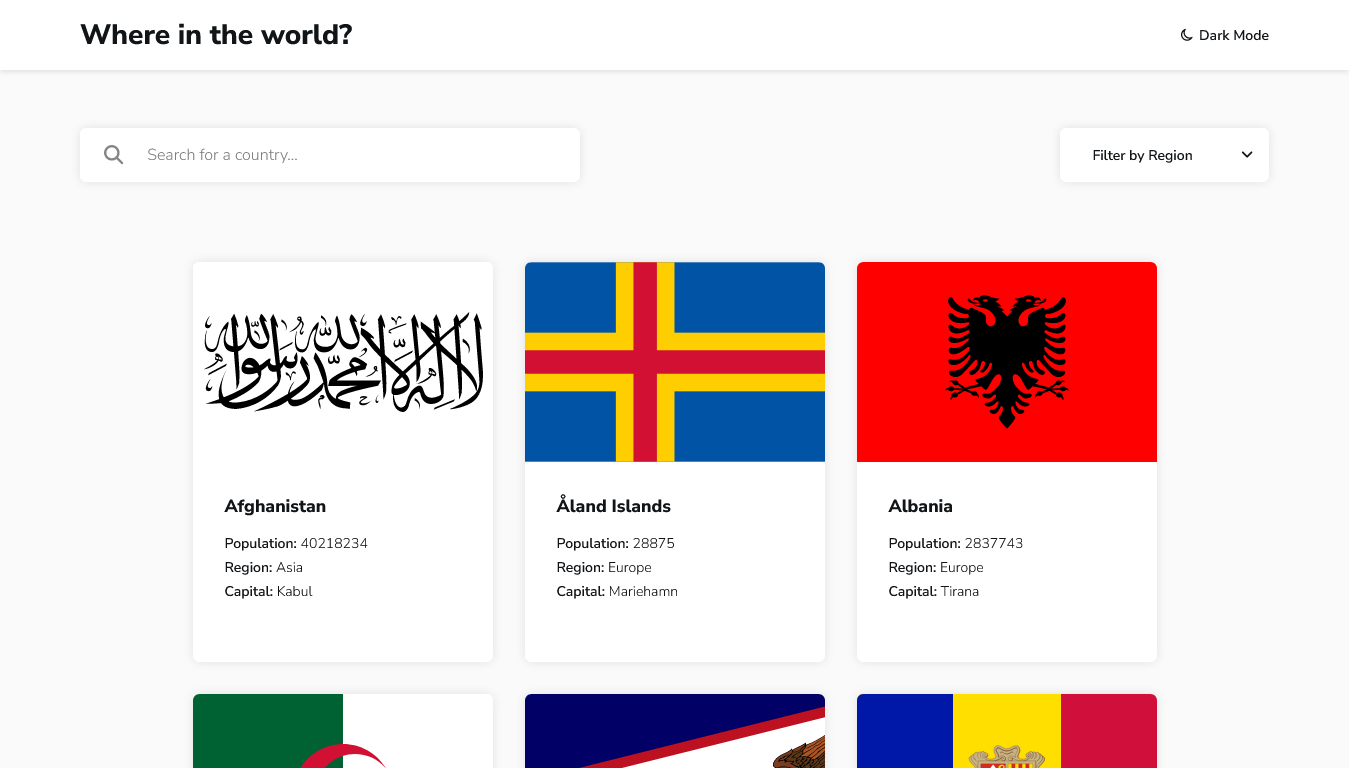 Where in the world?
Dark Mode
Search for a country...
Filter by Region
لا إله إلا الله محمد رسول الله
Afghanistan
Population: 40218234
Region: Asia
Capital: Kabul
Åland Islands
Population: 28875
Region: Europe
Capital: Mariehamn
Albania
Population: 2837743
Region: Europe
Capital: Tirana